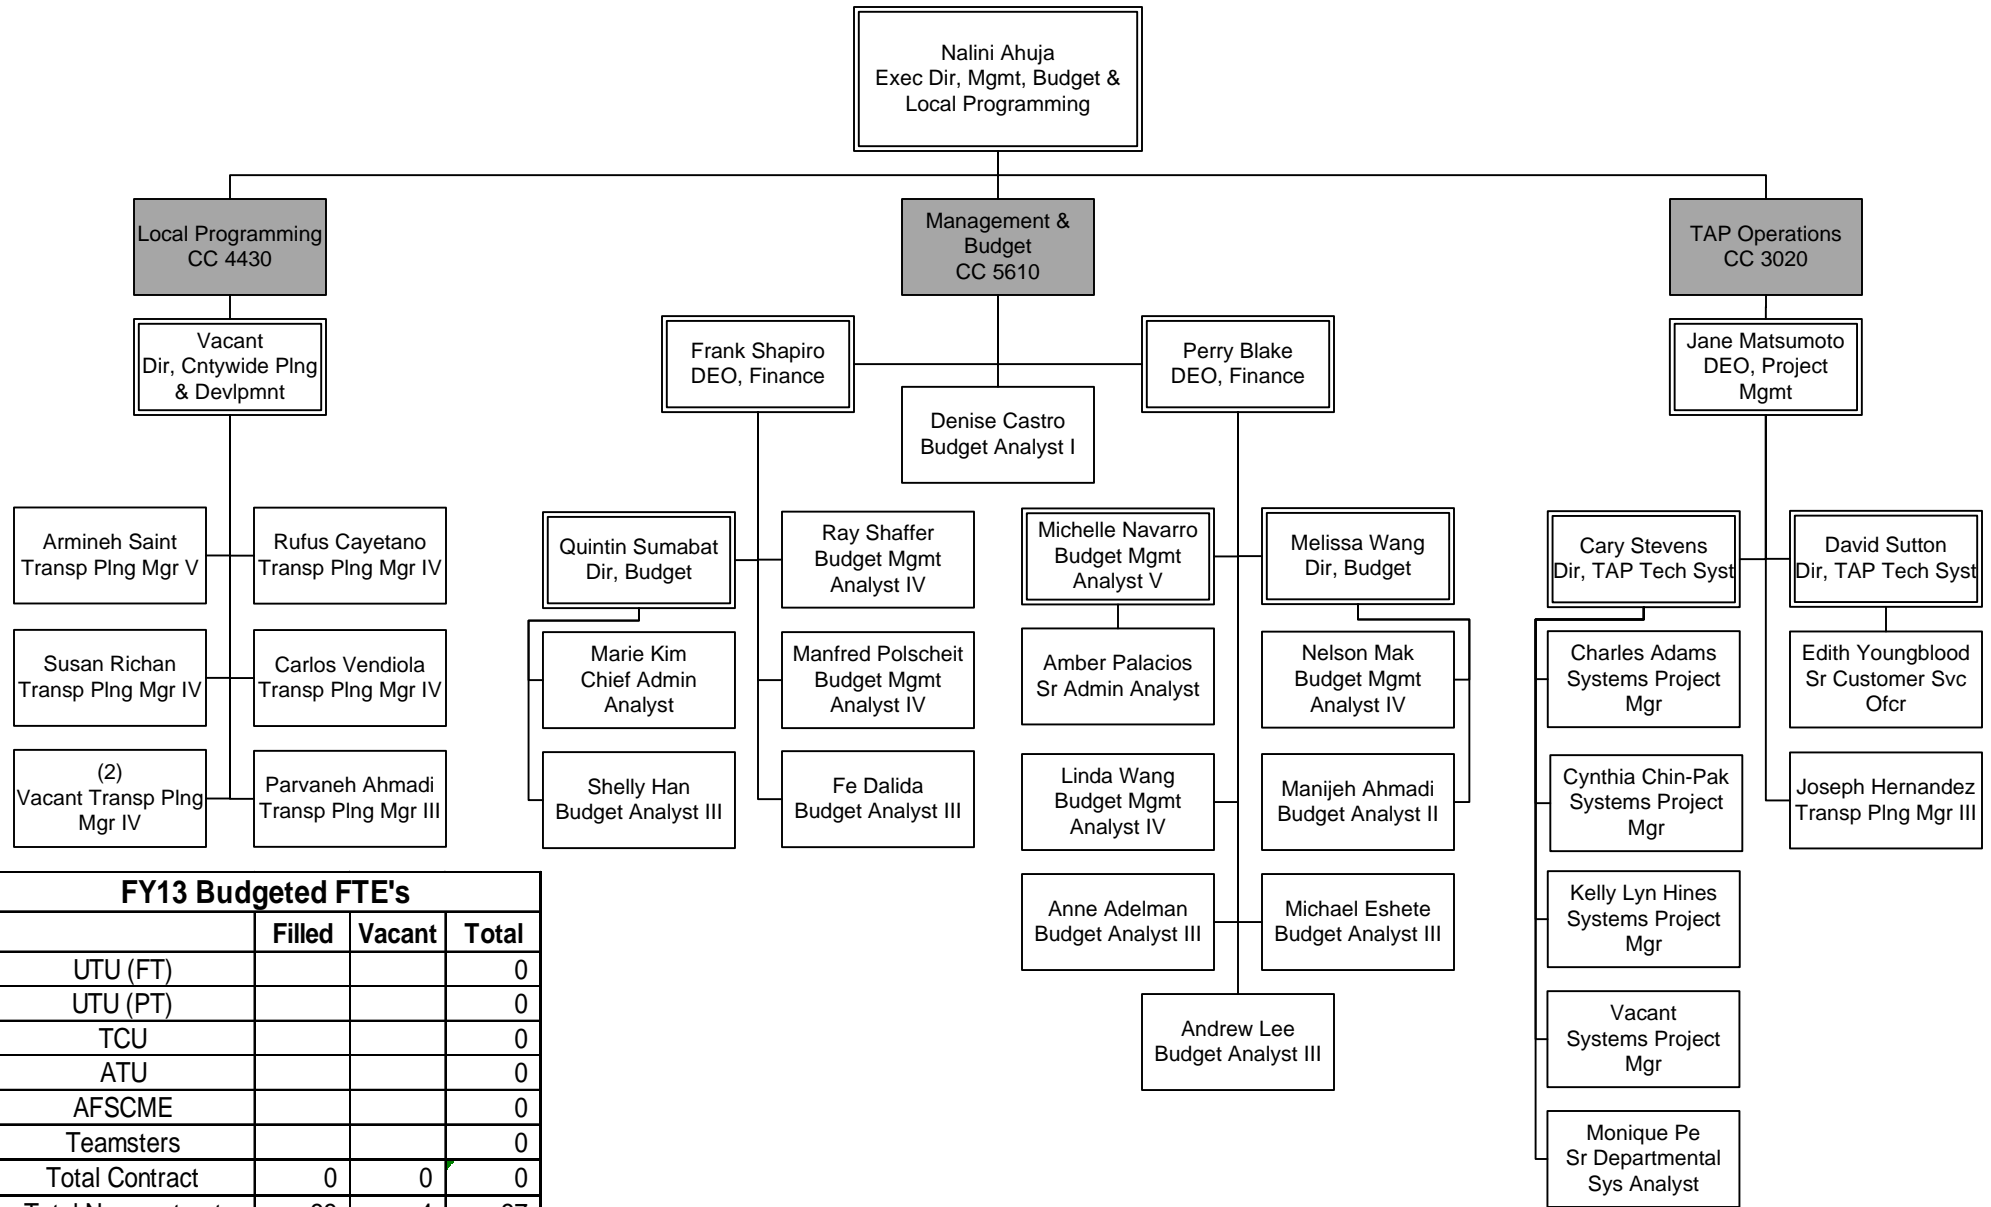 Nalini Ahuja
Exec Dir, Mgmt, Budget &
Local Programming
Local Programming
CC 4430
Management &
Budget
CC 5610
TAP Operations
CC 3020
Vacant
Dir, Cntywide Plng
& Devlpmnt
Frank Shapiro
DEO, Finance
Perry Blake
DEO, Finance
Jane Matsumoto
DEO, Project
Mgmt
Denise Castro
Budget Analyst I
Armineh Saint
Transp Plng Mgr V
Rufus Cayetano
Transp Plng Mgr IV
Susan Richan
Transp Plng Mgr IV
Carlos Vendiola
Transp Plng Mgr IV
(2)
Vacant Transp Plng
Mgr IV
Parvaneh Ahmadi
Transp Plng Mgr III
Quintin Sumabat
Dir, Budget
Ray Shaffer
Budget Mgmt
Analyst IV
Marie Kim
Chief Admin
Analyst
Manfred Polscheit
Budget Mgmt
Analyst IV
Shelly Han
Budget Analyst III
Fe Dalida
Budget Analyst III
Michelle Navarro
Budget Mgmt
Analyst V
Melissa Wang
Dir, Budget
Amber Palacios
Sr Admin Analyst
Nelson Mak
Budget Mgmt
Analyst IV
Linda Wang
Budget Mgmt
Analyst IV
Manijeh Ahmadi
Budget Analyst II
Anne Adelman
Budget Analyst III
Michael Eshete
Budget Analyst III
Andrew Lee
Budget Analyst III
Cary Stevens
Dir, TAP Tech Syst
David Sutton
Dir, TAP Tech Syst
Charles Adams
Systems Project
Mgr
Edith Youngblood
Sr Customer Svc
Ofcr
Cynthia Chin-Pak
Systems Project
Mgr
Joseph Hernandez
Transp Plng Mgr III
Kelly Lyn Hines
Systems Project
Mgr
Vacant
Systems Project
Mgr
Monique Pe
Sr Departmental
Sys Analyst
FY13 Budgeted FTE's
Filled Vacant Total
UTU (FT) 0
UTU (PT) 0
TCU 0
ATU 0
AFSCME 0
Teamsters 0
Total Contract 0 0 0